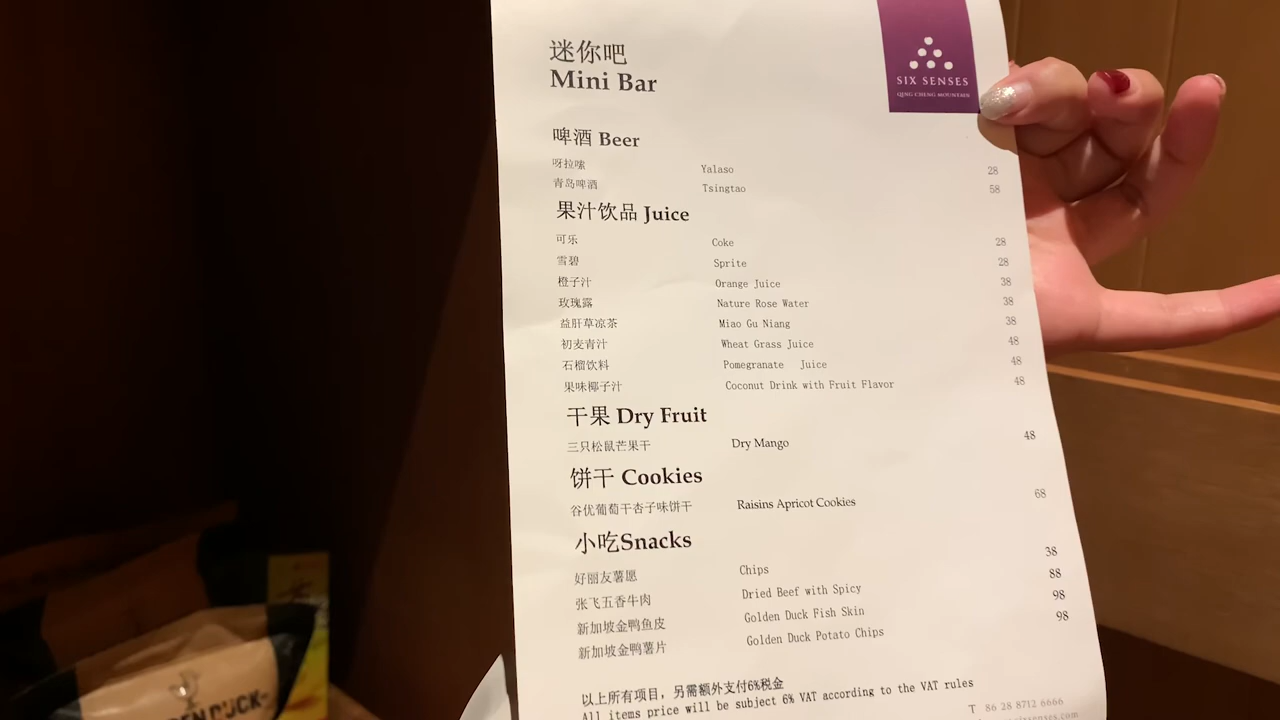 SIX SENSES
QING CHENG MOUNTAIN
迷你吧
Mini Bar
啤酒 Beer
呀拉嗦 Yalaso 28
青岛啤酒 Tsingtao 58
果汁饮品 Juice
可乐 Coke 28
雪碧 Sprite 28
橙子汁 Orange Juice 38
玫瑰露 Nature Rose Water 38
益肝草凉茶 Miao Gu Niang 38
初麦青汁 Wheat Grass Juice 48
石榴饮料 Pomegranate Juice 48
果味椰子汁 Coconut Drink with Fruit Flavor 48
干果 Dry Fruit
三只松鼠芒果干 Dry Mango 48
饼干 Cookies
谷优葡萄干杏子味饼干 Raisins Apricot Cookies 68
小吃Snacks
好丽友薯愿 Chips 38
张飞五香牛肉 Dried Beef with Spicy 88
新加坡金鸭鱼皮 Golden Duck Fish Skin 98
新加坡金鸭薯片 Golden Duck Potato Chips 98
以上所有项目，另需额外支付6%税金
All items price will be subject 6% VAT according to the VAT rules
T 86 28 8712 6666
DUCK